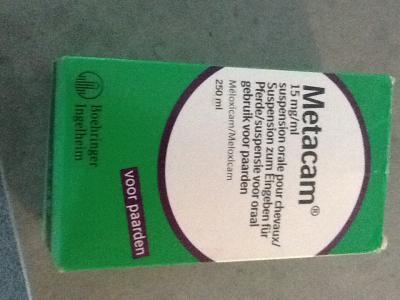 Metacam®
15 mg/ml
suspension orale pour chevaux/
Suspension zum Eingeben für
Pferde/suspensie voor oraal
gebruik voor paarden
Meloxicam/Meloxicam
250 ml
voor paarden
Boehringer
Ingelheim